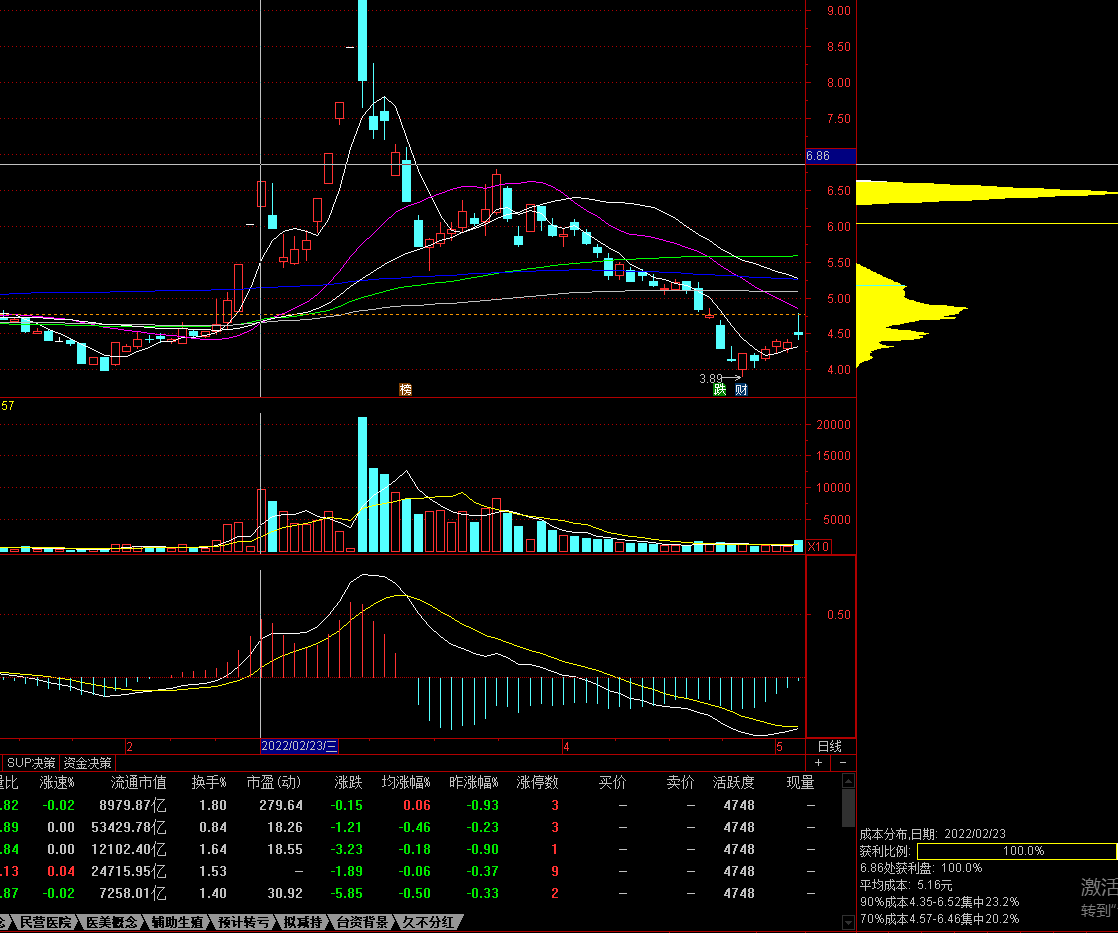 9.00
8.50
8.00
7.50
6.86
6.50
6.00
5.50
5.00
4.50
4.00
3.89
榜
跌 财
57
20000
15000
10000
5000
X10
0.50
2 2022/02/23/三 4 5 日线
SUP决策 资金决策 + -
量比 涨速% 流通市值 换手% 市盈(动) 涨跌 均涨幅% 昨涨幅% 涨停数 买价 卖价 活跃度 现量
.82 -0.02 8979.87亿 1.80 279.64 -0.15 0.06 -0.93 3 — — 4748 —
.89 0.00 53429.78亿 0.84 18.26 -1.21 -0.46 -0.23 3 — — 4748 —
.84 0.00 12102.40亿 1.64 18.55 -3.23 -0.18 -0.90 1 — — 4748 —
.13 0.04 24715.95亿 1.53 — -1.89 -0.06 -0.37 9 — — 4748 —
.87 -0.02 7258.01亿 1.40 30.92 -5.85 -0.50 -0.33 2 — — 4748 —
念 民营医院 医美概念 辅助生殖 预计转亏 拟减持 台资背景 久不分红
成本分布,日期: 2022/02/23
获利比例: 100.0%
6.86处获利盘: 100.0%
平均成本: 5.16元
90%成本4.35-6.52集中23.2%
70%成本4.57-6.46集中20.2%
激活
转到"